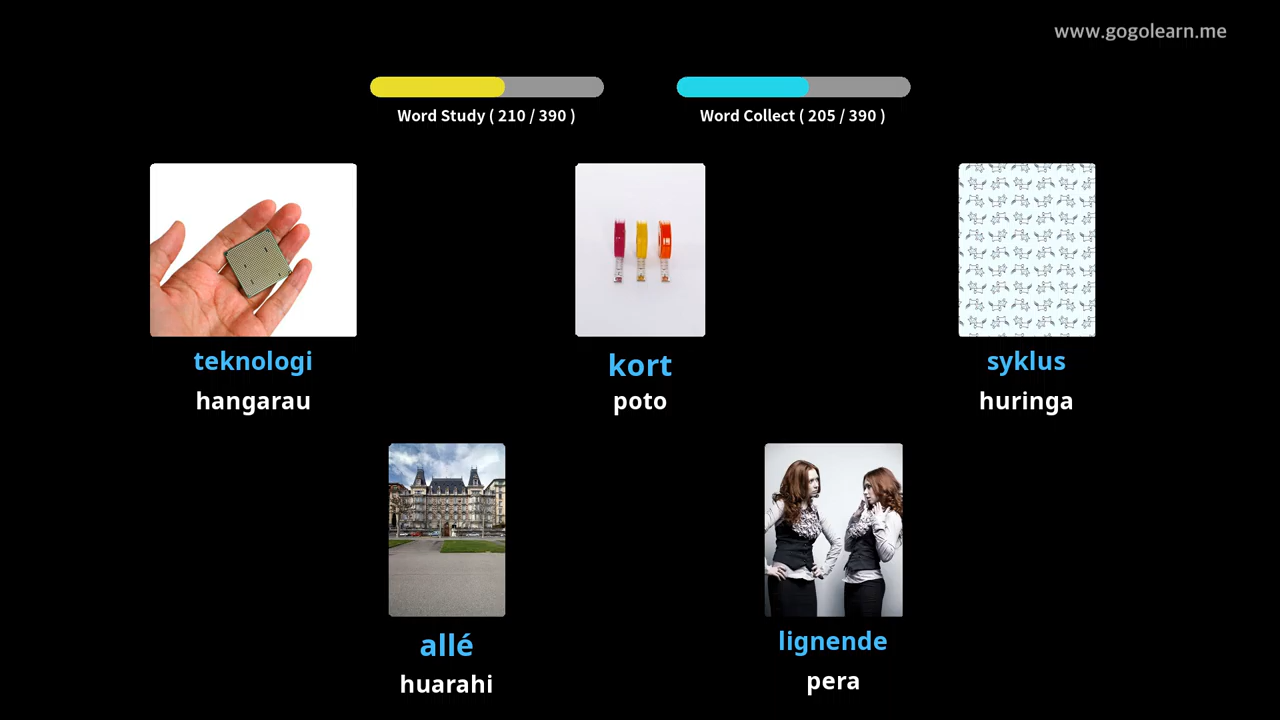 www.gogolearn.me
Word Study ( 210 / 390 )
Word Collect ( 205 / 390 )
teknologi
hangarau
kort
poto
syklus
huringa
allé
huarahi
lignende
pera